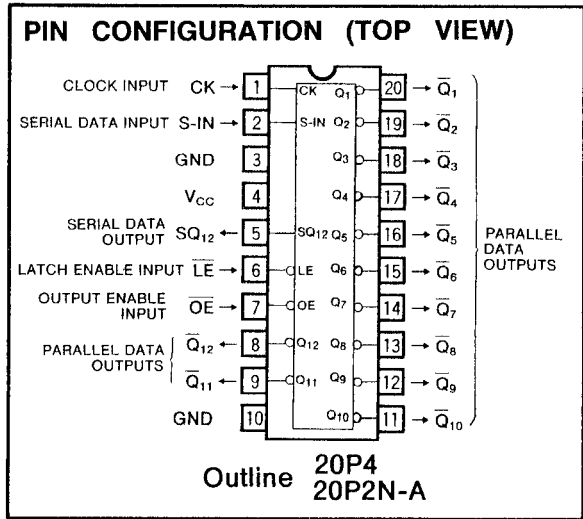 PIN CONFIGURATION (TOP VIEW)
CLOCK INPUT CK → 1 CK Q1 20 → Q̅1
SERIAL DATA INPUT S-IN → 2 S-IN Q2 19 → Q̅2
GND 3 Q3 18 → Q̅3
VCC 4 Q4 17 → Q̅4
SERIAL DATA
OUTPUT SQ12 ← 5 SQ12 Q5 16 → Q̅5
LATCH ENABLE INPUT L̅E̅ → 6 LE Q6 15 → Q̅6
OUTPUT ENABLE
INPUT O̅E̅ → 7 OE Q7 14 → Q̅7
PARALLEL DATA
OUTPUTS
Q̅12 ← 8 Q12 Q8 13 → Q̅8
Q̅11 ← 9 Q11 Q9 12 → Q̅9
GND 10 Q10 11 → Q̅10
PARALLEL
DATA
OUTPUTS
Outline 20P4
20P2N-A